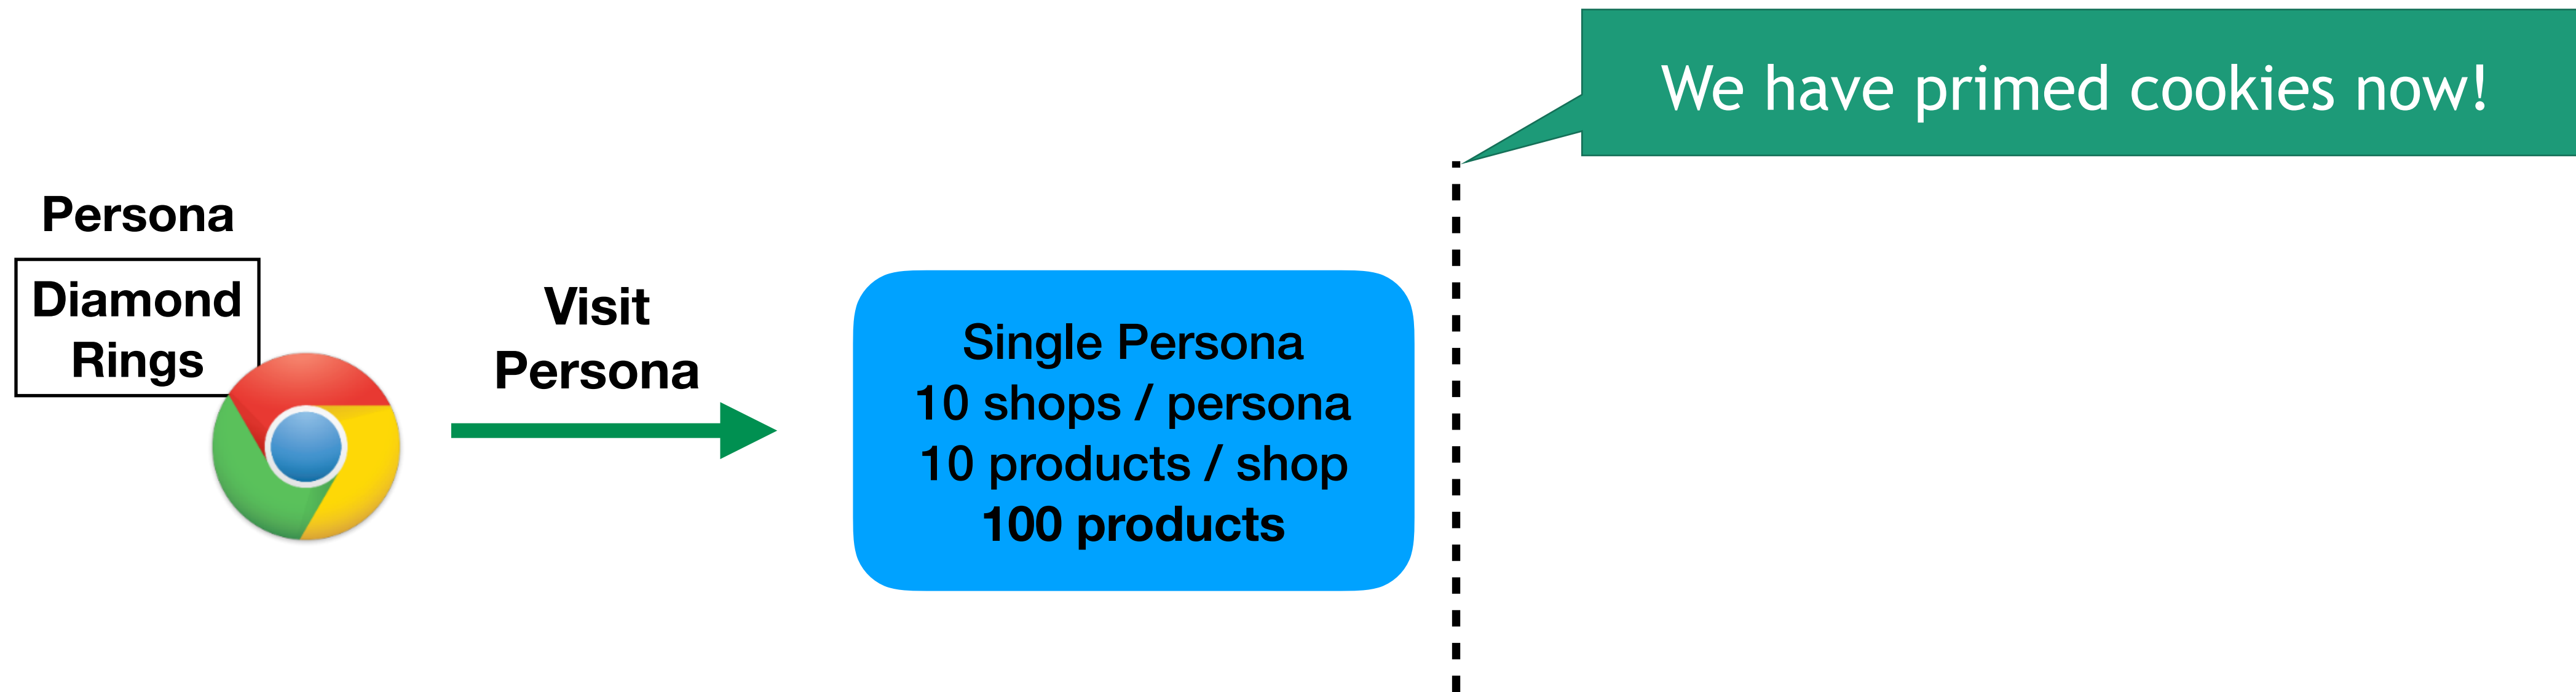 We have primed cookies now!
Persona
Diamond
Rings
Visit
Persona
Single Persona
10 shops / persona
10 products / shop
100 products